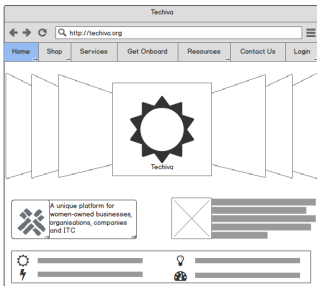 Techiva
http://techiva.org
Home Shop Services Get Onboard Resources Contact Us Login
Techiva
A unique platform for
women-owned businesses,
organisations, companies
and ITC